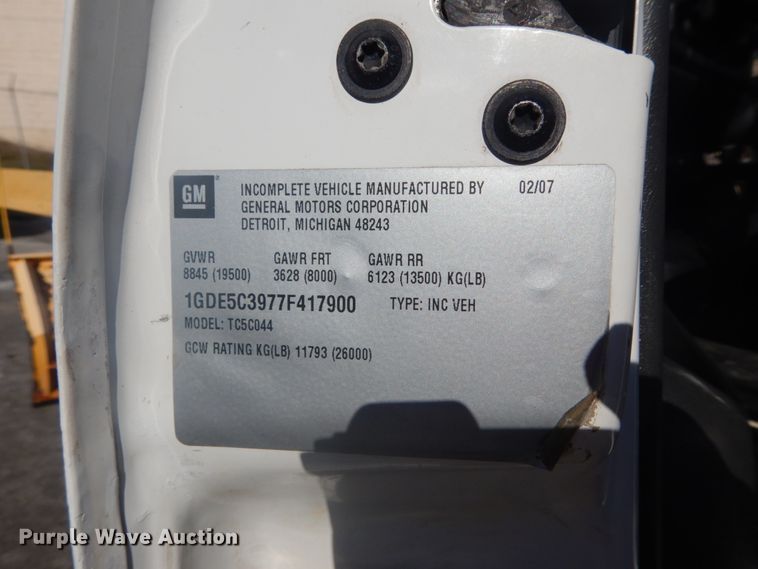 GM
INCOMPLETE VEHICLE MANUFACTURED BY 02/07
GENERAL MOTORS CORPORATION
DETROIT, MICHIGAN 48243
GVWR GAWR FRT GAWR RR
8845 (19500) 3628 (8000) 6123 (13500) KG(LB)
1GDE5C3977F417900 TYPE: INC VEH
MODEL: TC5C044
GCW RATING KG(LB) 11793 (26000)
Purple Wave Auction
purplewave.com